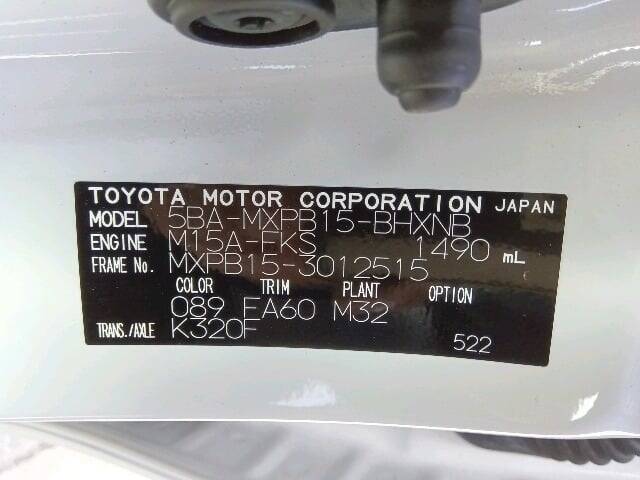 TOYOTA MOTOR CORPORATION JAPAN
MODEL 5BA-MXPB15-BHXNB
ENGINE M15A-FKS 1490 mL
FRAME No. MXPB15-3012515
COLOR TRIM PLANT OPTION
089 EA60 M32
TRANS./AXLE K320F
522